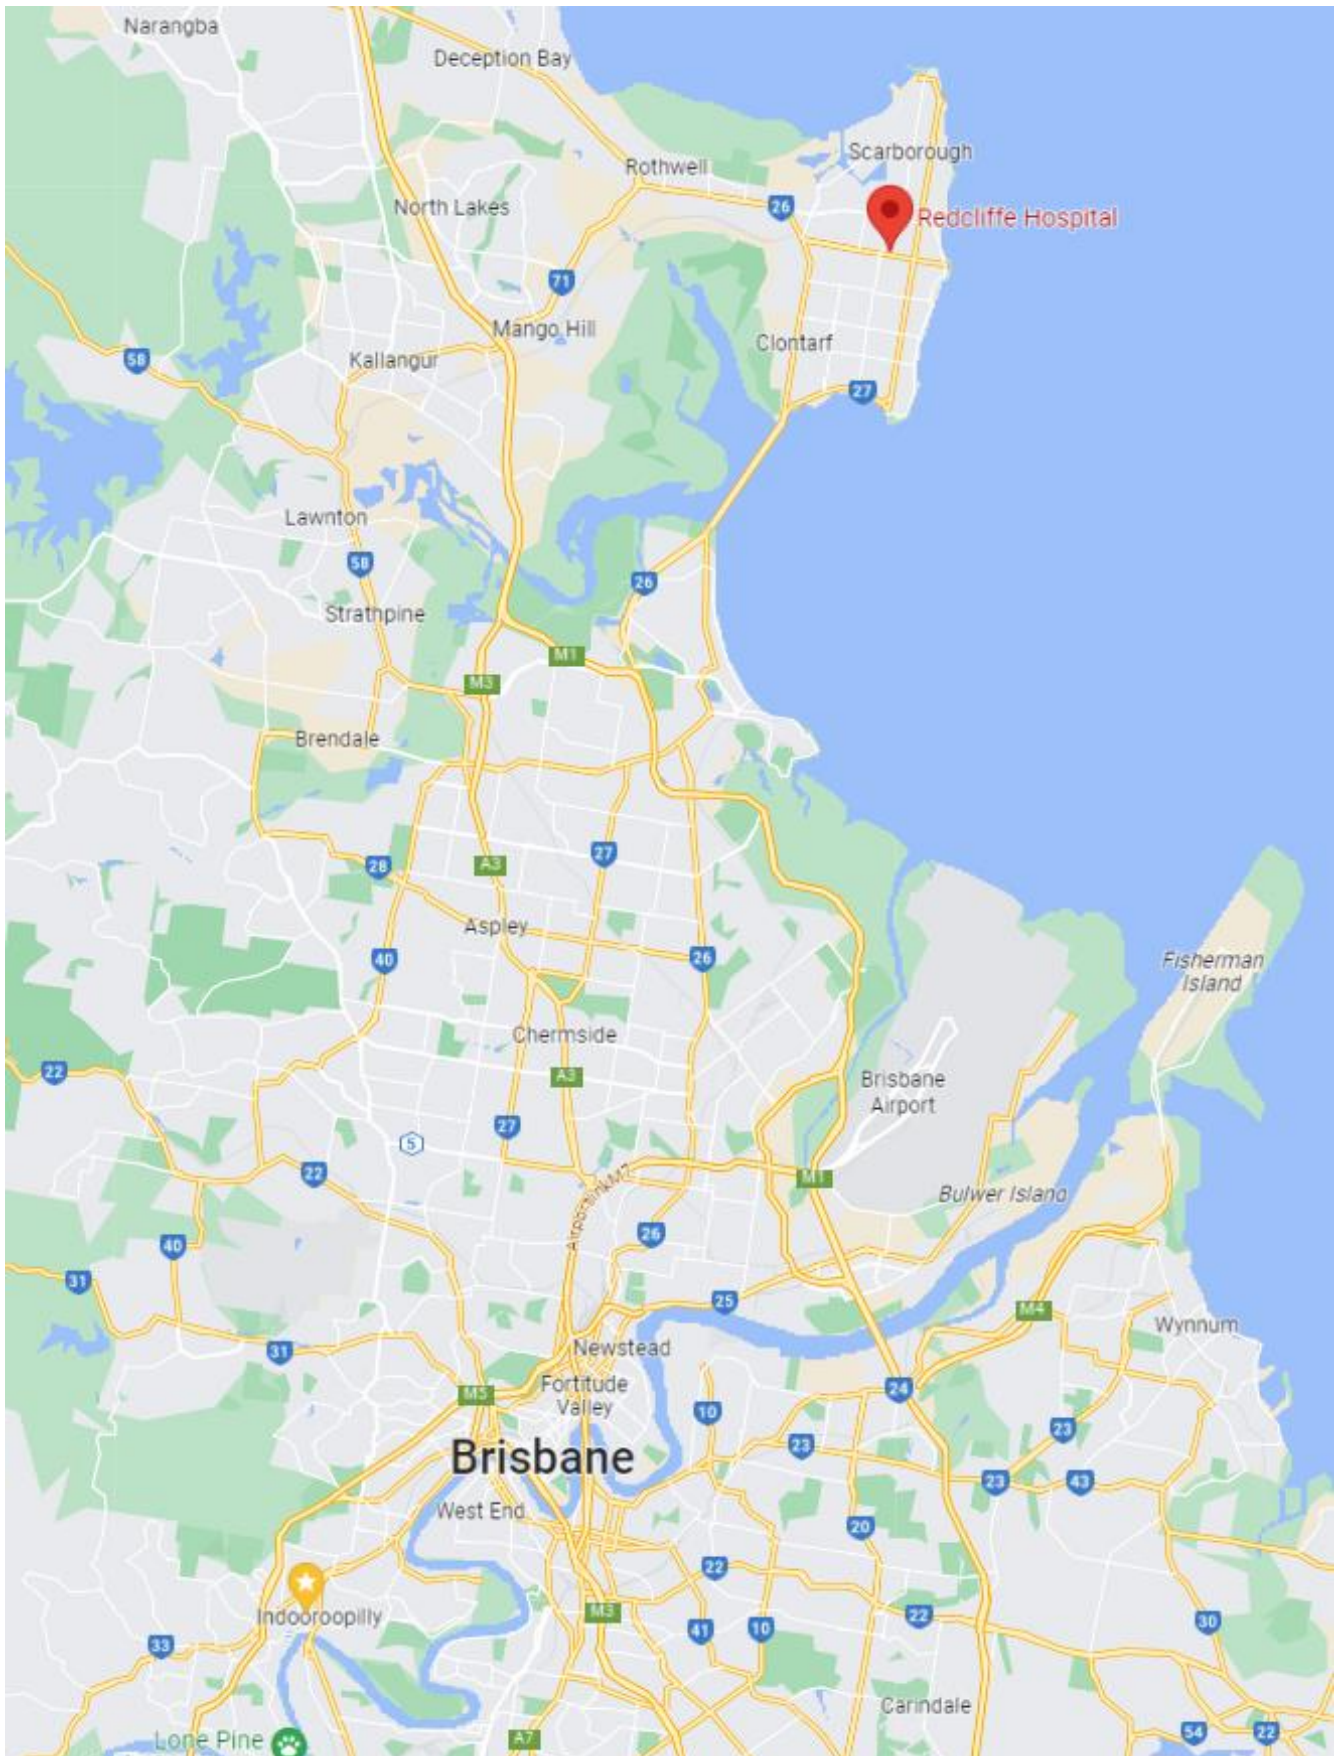 Narangba
Deception Bay
Scarborough
Rothwell
North Lakes
26
Redcliffe Hospital
71
Mango Hill
Clontarf
58
Kallangur
27
Lawnton
58
26
Strathpine
M1
M3
Brendale
27
A3
28
Aspley
26
40
Fisherman
Island
Chermside
22
A3
Brisbane
Airport
27
5
22
M1
AirportlinkM7
Bulwer Island
26
40
31
25
M4
Wynnum
31
Newstead
24
Fortitude
Valley
M5
10
23
23
Brisbane
23
43
West End
20
22
Indooroopilly
M3
22
41
10
30
33
Carindale
Lone Pine
A7
54
22